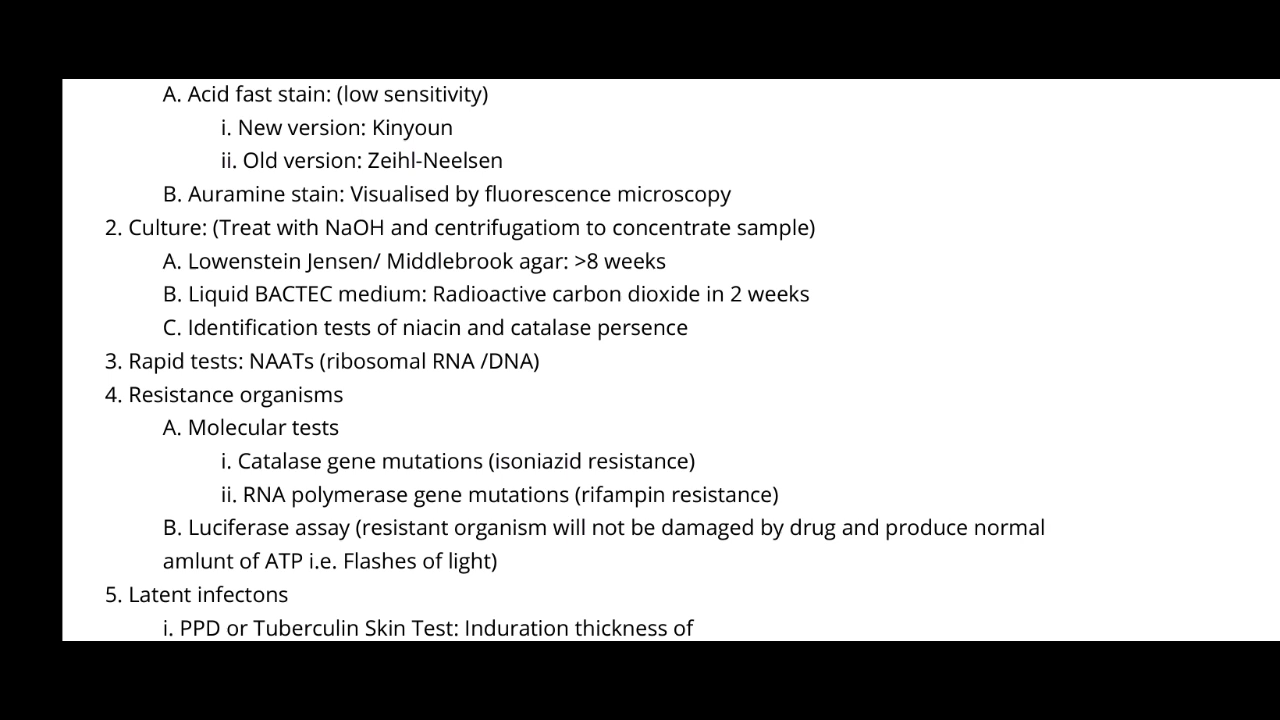 A. Acid fast stain: (low sensitivity)
i. New version: Kinyoun
ii. Old version: Zeihl-Neelsen
B. Auramine stain: Visualised by fluorescence microscopy
2. Culture: (Treat with NaOH and centrifugatiom to concentrate sample)
A. Lowenstein Jensen/ Middlebrook agar: >8 weeks
B. Liquid BACTEC medium: Radioactive carbon dioxide in 2 weeks
C. Identification tests of niacin and catalase persence
3. Rapid tests: NAATs (ribosomal RNA /DNA)
4. Resistance organisms
A. Molecular tests
i. Catalase gene mutations (isoniazid resistance)
ii. RNA polymerase gene mutations (rifampin resistance)
B. Luciferase assay (resistant organism will not be damaged by drug and produce normal
amlunt of ATP i.e. Flashes of light)
5. Latent infectons
i. PPD or Tuberculin Skin Test: Induration thickness of